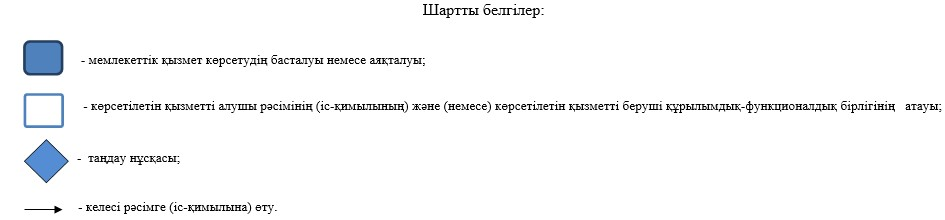 Шартты белгілер:
- мемлекеттік қызмет көрсетудің басталуы немесе аяқталуы;
- көрсетілетін қызметті алушы рәсімінің (іс-қимылының) және (немесе) көрсетілетін қызметті беруші құрылымдық-функционалдық бірлігінің атауы;
- таңдау нұсқасы;
- келесі рәсімге (іс-қимылына) өту.